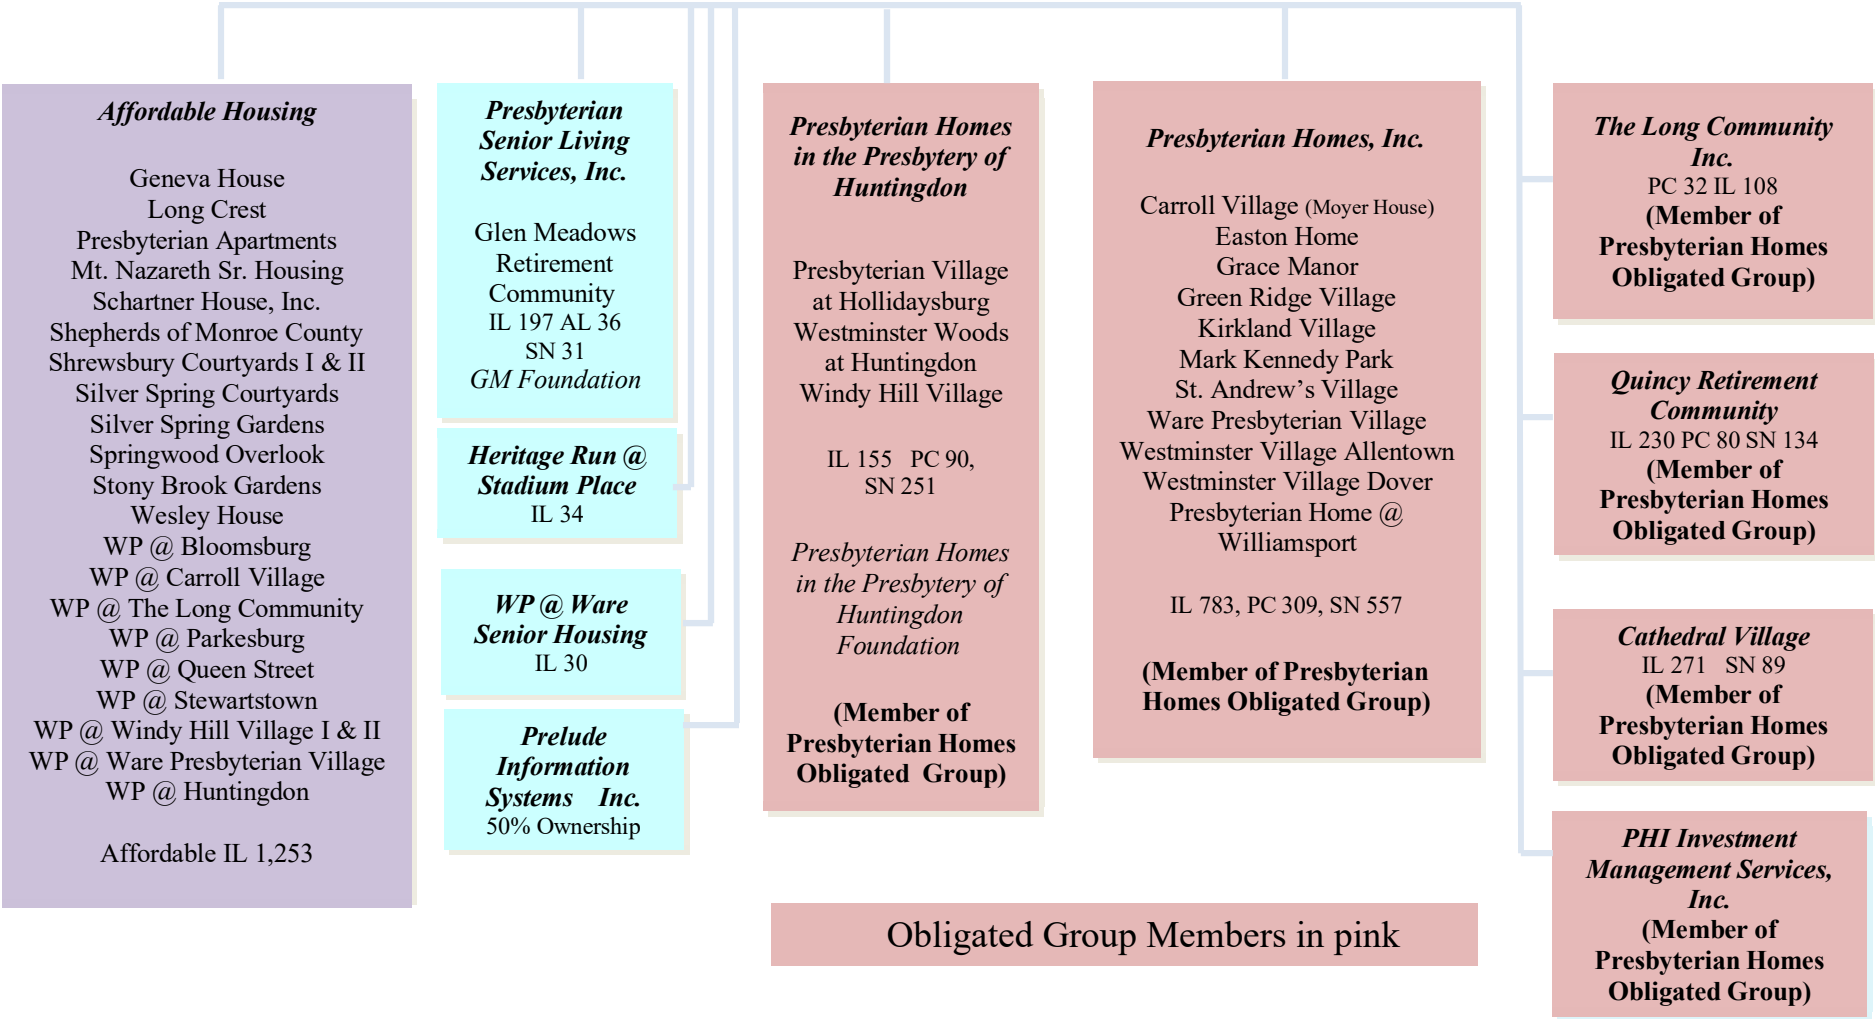 Affordable Housing
Geneva House
Long Crest
Presbyterian Apartments
Mt. Nazareth Sr. Housing
Schartner House, Inc.
Shepherds of Monroe County
Shrewsbury Courtyards I & II
Silver Spring Courtyards
Silver Spring Gardens
Springwood Overlook
Stony Brook Gardens
Wesley House
WP @ Bloomsburg
WP @ Carroll Village
WP @ The Long Community
WP @ Parkesburg
WP @ Queen Street
WP @ Stewartstown
WP @ Windy Hill Village I & II
WP @ Ware Presbyterian Village
WP @ Huntingdon
Affordable IL 1,253
Presbyterian
Senior Living
Services, Inc.
Glen Meadows
Retirement
Community
IL 197 AL 36
SN 31
GM Foundation
Heritage Run @
Stadium Place
IL 34
WP @ Ware
Senior Housing
IL 30
Prelude
Information
Systems Inc.
50% Ownership
Presbyterian Homes
in the Presbytery of
Huntingdon
Presbyterian Village
at Hollidaysburg
Westminster Woods
at Huntingdon
Windy Hill Village
IL 155 PC 90,
SN 251
Presbyterian Homes
in the Presbytery of
Huntingdon
Foundation
(Member of
Presbyterian Homes
Obligated Group)
Presbyterian Homes, Inc.
Carroll Village (Moyer House)
Easton Home
Grace Manor
Green Ridge Village
Kirkland Village
Mark Kennedy Park
St. Andrew’s Village
Ware Presbyterian Village
Westminster Village Allentown
Westminster Village Dover
Presbyterian Home @
Williamsport
IL 783, PC 309, SN 557
(Member of Presbyterian
Homes Obligated Group)
The Long Community
Inc.
PC 32 IL 108
(Member of
Presbyterian Homes
Obligated Group)
Quincy Retirement
Community
IL 230 PC 80 SN 134
(Member of
Presbyterian Homes
Obligated Group)
Cathedral Village
IL 271 SN 89
(Member of
Presbyterian Homes
Obligated Group)
PHI Investment
Management Services,
Inc.
(Member of
Presbyterian Homes
Obligated Group)
Obligated Group Members in pink